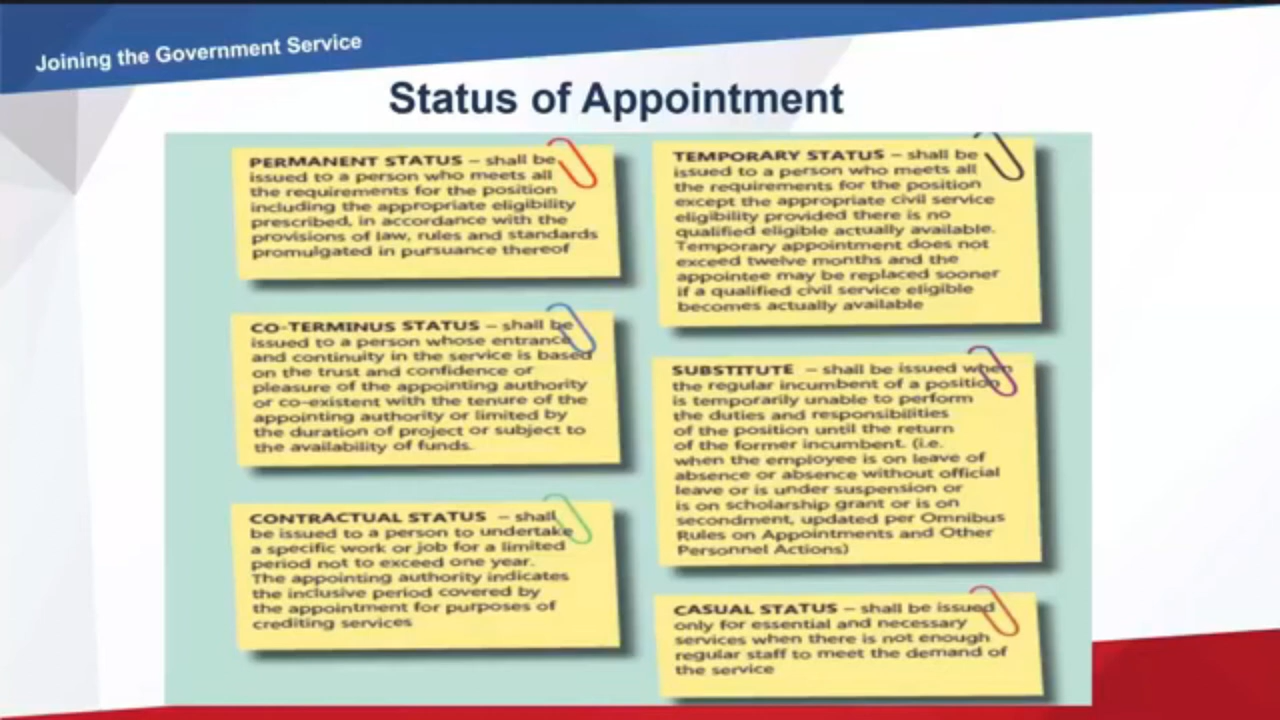 Joining the Government Service
Status of Appointment
PERMANENT STATUS – shall be
issued to a person who meets all
the requirements for the position
including the appropriate eligibility
prescribed, in accordance with the
provisions of law, rules and standards
promulgated in pursuance thereof
CO-TERMINUS STATUS – shall be
issued to a person whose entrance
and continuity in the service is based
on the trust and confidence or
pleasure of the appointing authority
or co-existent with the tenure of the
appointing authority or limited by
the duration of project or subject to
the availability of funds.
CONTRACTUAL STATUS – shall
be issued to a person to undertake
a specific work or job for a limited
period not to exceed one year.
The appointing authority indicates
the inclusive period covered by
the appointment for purposes of
crediting services
TEMPORARY STATUS – shall be
issued to a person who meets all
the requirements for the position
except the appropriate civil service
eligibility provided there is no
qualified eligible actually available.
Temporary appointment does not
exceed twelve months and the
appointee may be replaced sooner
if a qualified civil service eligible
becomes actually available
SUBSTITUTE – shall be issued when
the regular incumbent of a position
is temporarily unable to perform
the duties and responsibilities
of the position until the return
of the former incumbent. (i.e.
when the employee is on leave of
absence or absence without official
leave or is under suspension or
is on scholarship grant or is on
secondment, updated per Omnibus
Rules on Appointments and Other
Personnel Actions)
CASUAL STATUS – shall be issued
only for essential and necessary
services when there is not enough
regular staff to meet the demand of
the service